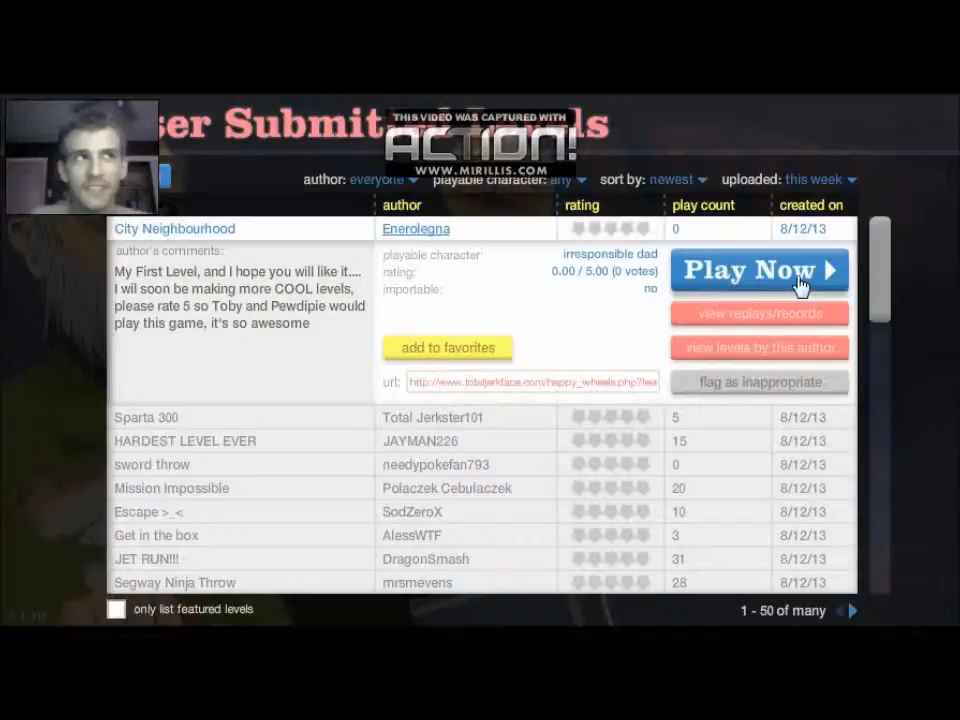 THIS VIDEO WAS CAPTURED WITH
ser Submit ls
ACTION!
WWW.MIRILLIS.COM
author: everyone playable character: any sort by: newest uploaded: this week
author rating play count created on
City Neighbourhood Enerolegna 0 8/12/13
author's comments:
My First Level, and I hope you will like it....
I wil soon be making more COOL levels,
please rate 5 so Toby and Pewdipie would
play this game, it's so awesome
playable character: irresponsible dad
rating: 0.00 / 5.00 (0 votes)
importable: no
add to favorites
url: http://www.totaljerkface.com/happy_wheels.php?lev
Play Now
view replays/records
view levels by this author
flag as inappropriate
Sparta 300 Total Jerkster101 5 8/12/13
HARDEST LEVEL EVER JAYMAN226 15 8/12/13
sword throw needypokefan793 0 8/12/13
Mission Impossible Polaczek Cebulaczek 20 8/12/13
Escape >_< SodZeroX 10 8/12/13
Get in the box AlessWTF 3 8/12/13
JET RUN!!! DragonSmash 31 8/12/13
Segway Ninja Throw mrsmevens 28 8/12/13
only list featured levels 1 - 50 of many